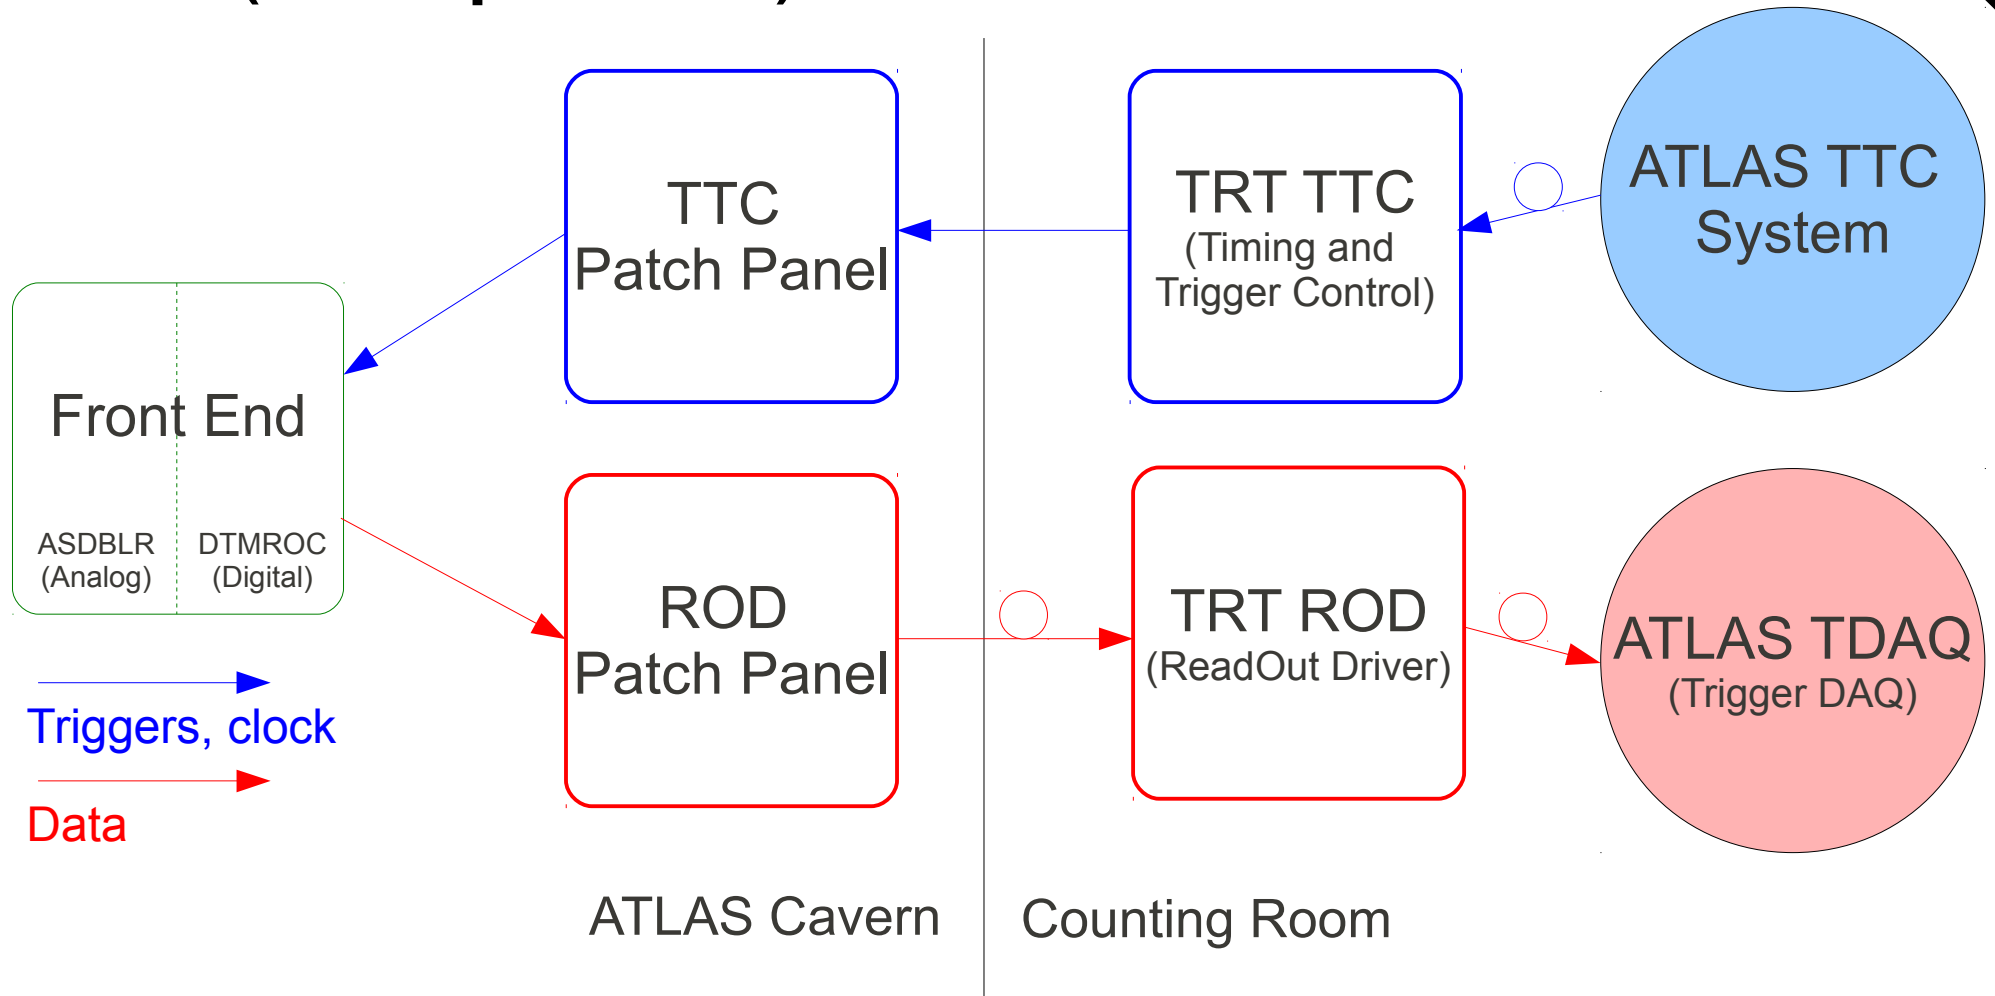 TTC
Patch Panel
TRT TTC
(Timing and
Trigger Control)
ATLAS TTC
System
Front End
ASDBLR
(Analog)
DTMROC
(Digital)
ROD
Patch Panel
TRT ROD
(ReadOut Driver)
ATLAS TDAQ
(Trigger DAQ)
Triggers, clock
Data
ATLAS Cavern
Counting Room